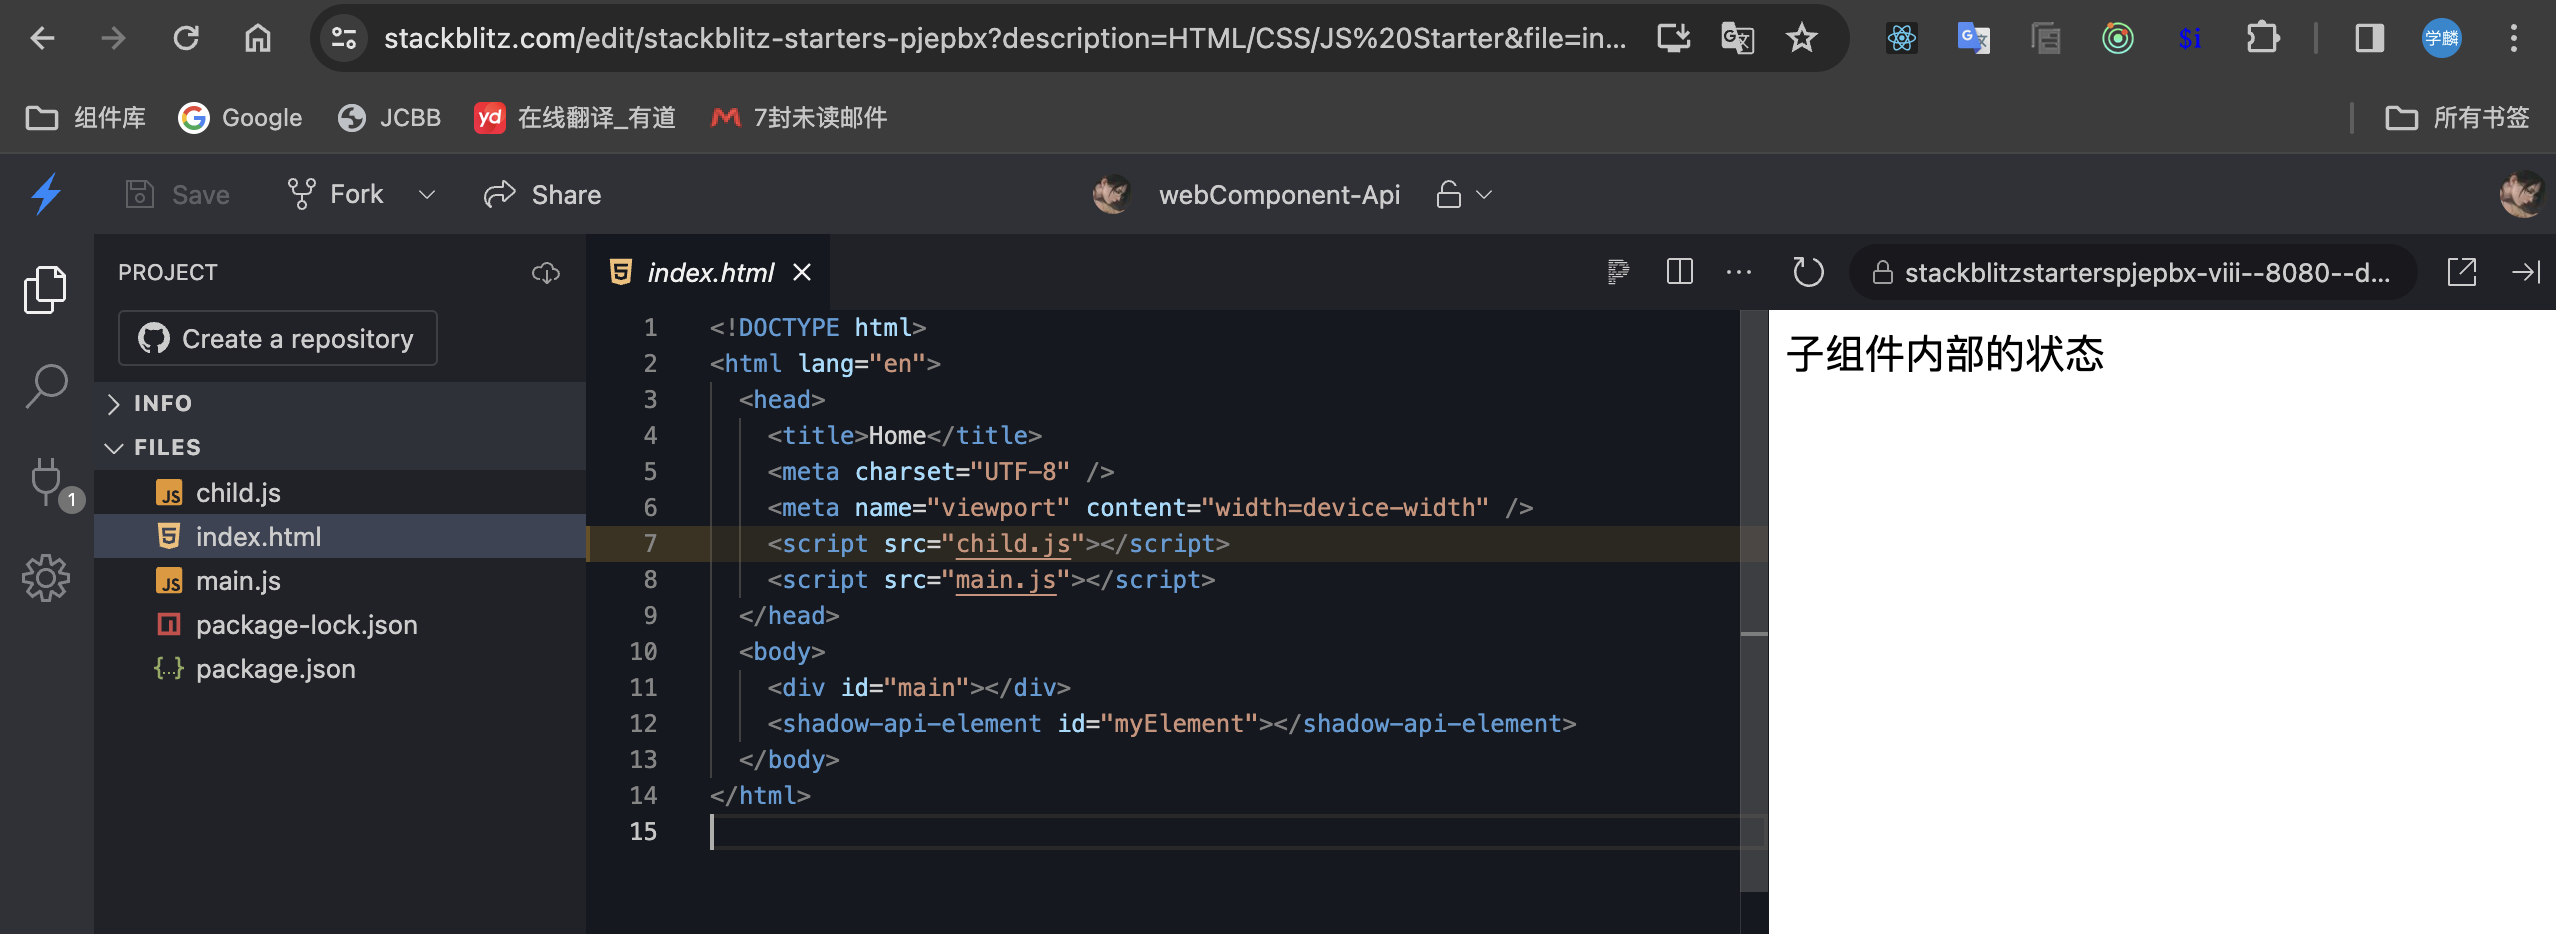 stackblitz.com/edit/stackblitz-starters-pjepbx?description=HTML/CSS/JS%20Starter&file=in...
$i
学麟
组件库
Google
JCBB
yd 在线翻译_有道
7封未读邮件
所有书签
Save
Fork
Share
webComponent-Api
PROJECT
Create a repository
INFO
FILES
JS child.js
index.html
JS main.js
package-lock.json
{..} package.json
1
index.html
stackblitzstarterspjepbx-viii--8080--d...
1 <!DOCTYPE html>
2 <html lang="en">
3 <head>
4 <title>Home</title>
5 <meta charset="UTF-8" />
6 <meta name="viewport" content="width=device-width" />
7 <script src="child.js"></script>
8 <script src="main.js"></script>
9 </head>
10 <body>
11 <div id="main"></div>
12 <shadow-api-element id="myElement"></shadow-api-element>
13 </body>
14 </html>
15
子组件内部的状态